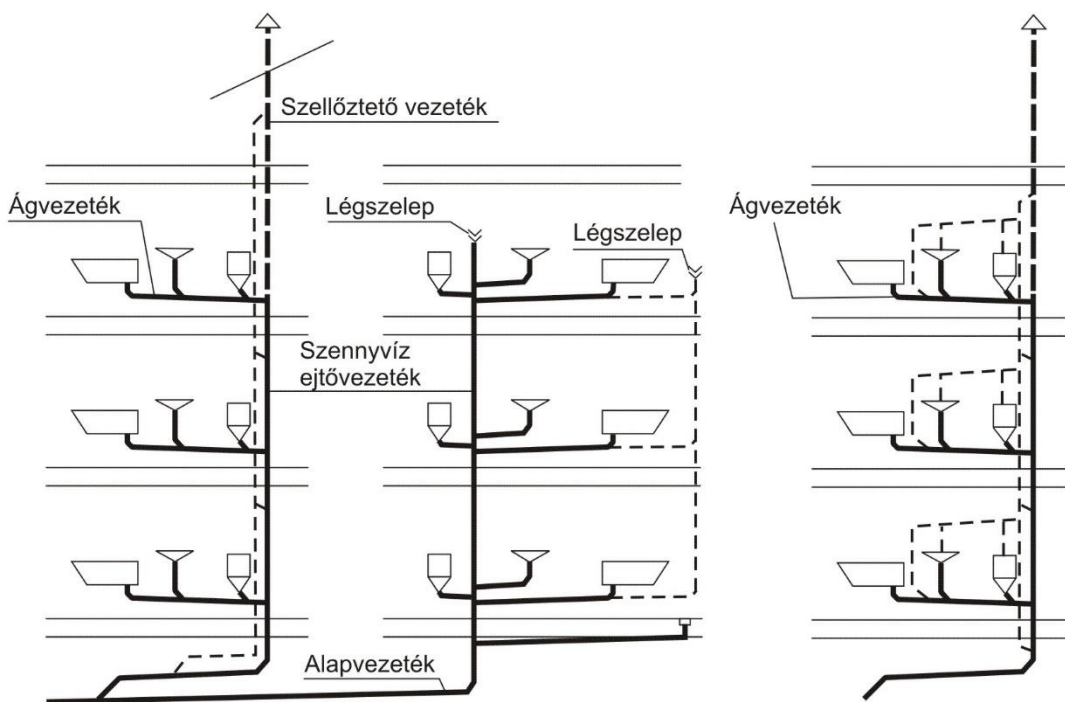 Szellőztető vezeték
Ágvezeték
Légszelep
Légszelep
Ágvezeték
Szennyvíz
ejtővezeték
Alapvezeték